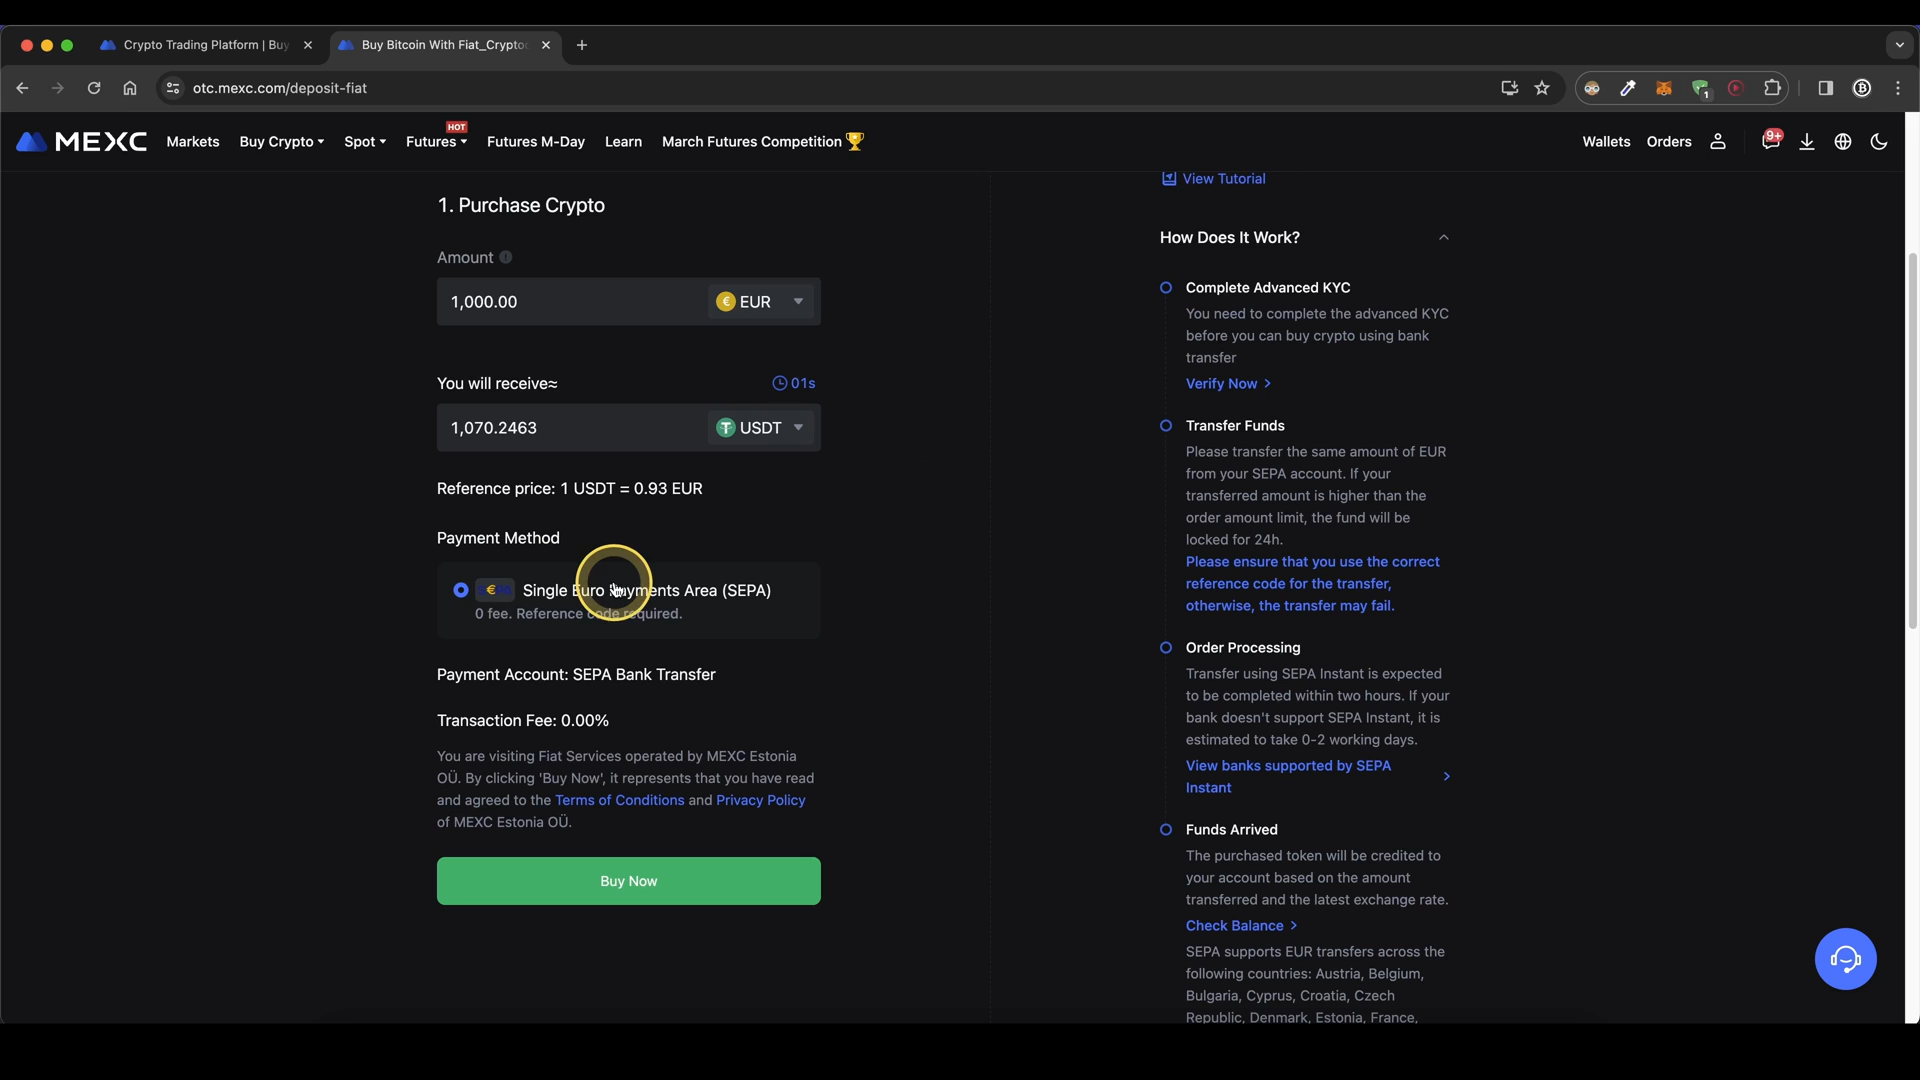 Crypto Trading Platform | Buy
Buy Bitcoin With Fiat_Crypto
otc.mexc.com/deposit-fiat
1
MEXC
Markets
Buy Crypto
Spot
Futures
HOT
Futures M-Day
Learn
March Futures Competition
Wallets
Orders
9+
1. Purchase Crypto
Amount
1,000.00
EUR
You will receive≈
01s
1,070.2463
USDT
Reference price: 1 USDT = 0.93 EUR
Payment Method
Single Euro Payments Area (SEPA)
0 fee. Reference code required.
Payment Account: SEPA Bank Transfer
Transaction Fee: 0.00%
You are visiting Fiat Services operated by MEXC Estonia
OÜ. By clicking 'Buy Now', it represents that you have read
and agreed to the Terms of Conditions and Privacy Policy
of MEXC Estonia OÜ.
Buy Now
View Tutorial
How Does It Work?
Complete Advanced KYC
You need to complete the advanced KYC
before you can buy crypto using bank
transfer
Verify Now >
Transfer Funds
Please transfer the same amount of EUR
from your SEPA account. If your
transferred amount is higher than the
order amount limit, the fund will be
locked for 24h.
Please ensure that you use the correct
reference code for the transfer,
otherwise, the transfer may fail.
Order Processing
Transfer using SEPA Instant is expected
to be completed within two hours. If your
bank doesn't support SEPA Instant, it is
estimated to take 0-2 working days.
View banks supported by SEPA
Instant
Funds Arrived
The purchased token will be credited to
your account based on the amount
transferred and the latest exchange rate.
Check Balance >
SEPA supports EUR transfers across the
following countries: Austria, Belgium,
Bulgaria, Cyprus, Croatia, Czech
Republic, Denmark, Estonia, France,